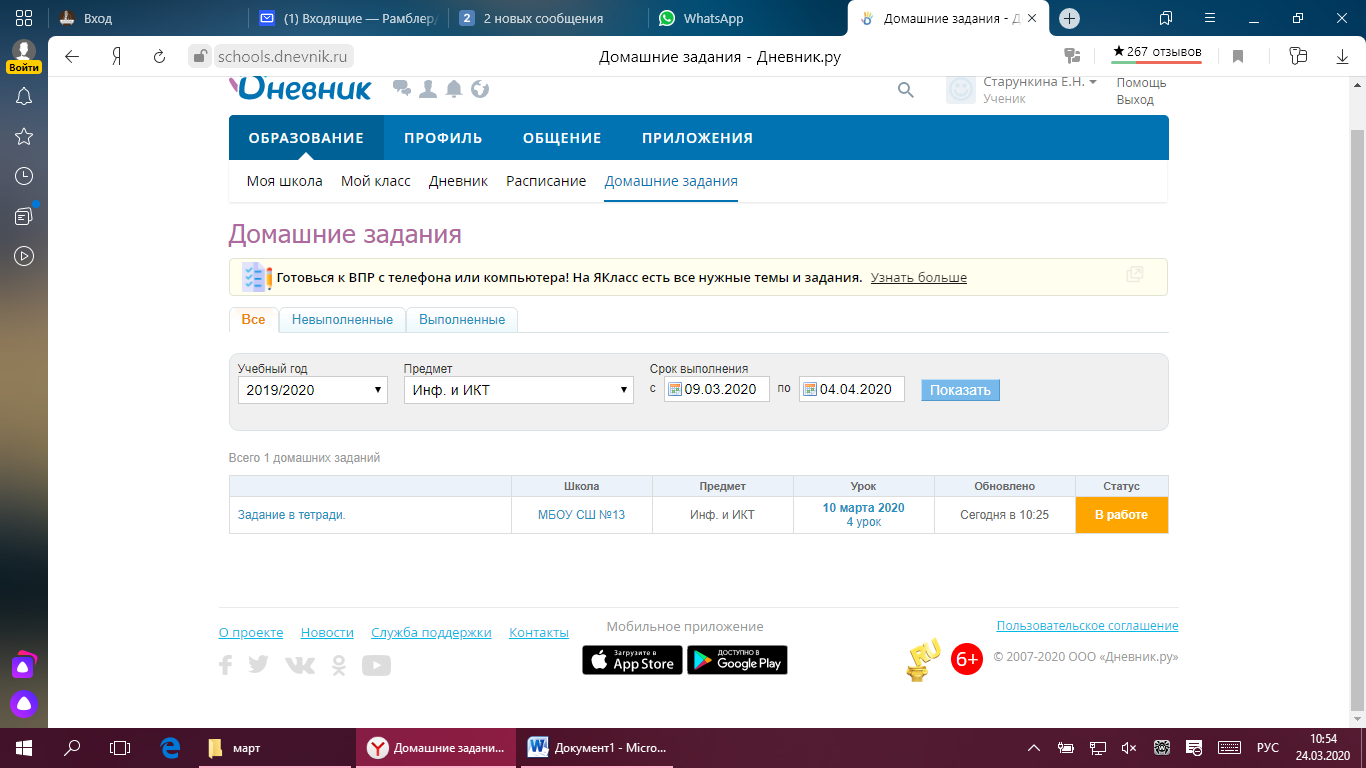 Вход
(1) Входящие — Рамблер/
2 новых сообщения
WhatsApp
Домашние задания - Д
Войти
schools.dnevnik.ru
Домашние задания - Дневник.ру
★267 отзывов
Дневник
Старункина Е.Н.
Ученик
Помощь
Выход
ОБРАЗОВАНИЕ ПРОФИЛЬ ОБЩЕНИЕ ПРИЛОЖЕНИЯ
Моя школа Мой класс Дневник Расписание Домашние задания
Домашние задания
Готовься к ВПР с телефона или компьютера! На ЯКласс есть все нужные темы и задания. Узнать больше
Все Невыполненные Выполненные
Учебный год Предмет Срок выполнения
2019/2020 Инф. и ИКТ с 09.03.2020 по 04.04.2020 Показать
Всего 1 домашних заданий
Школа Предмет Урок Обновлено Статус
Задание в тетради. МБОУ СШ №13 Инф. и ИКТ 10 марта 2020 Сегодня в 10:25 В работе
4 урок
О проекте Новости Служба поддержки Контакты
Мобильное приложение
Загрузите в
App Store
ДОСТУПНО В
Google Play
RU
6+
Пользовательское соглашение
© 2007-2020 ООО «Дневник.ру»
март
Домашние задани...
Документ1 - Micro...
РУС
10:54
24.03.2020